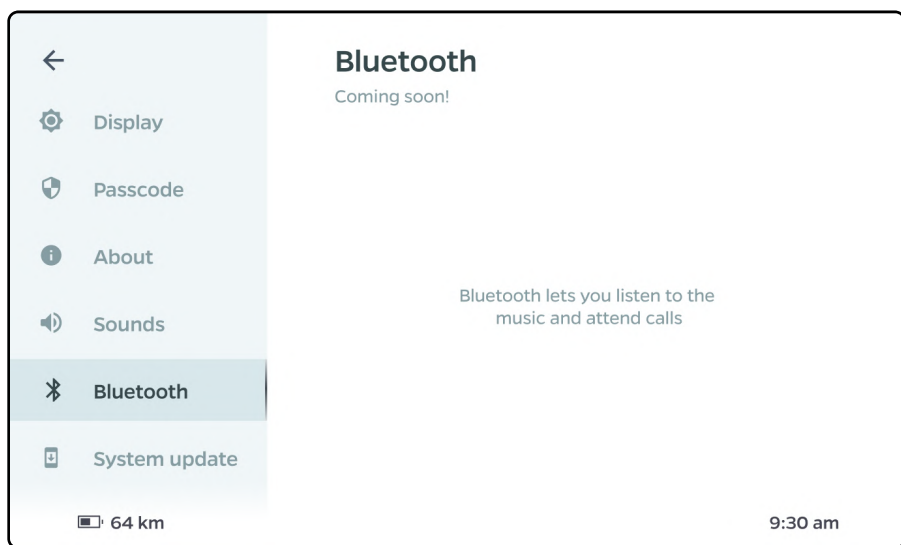 Bluetooth
Coming soon!
Display
Passcode
About
Sounds
Bluetooth
System update
Bluetooth lets you listen to the
music and attend calls
64 km
9:30 am